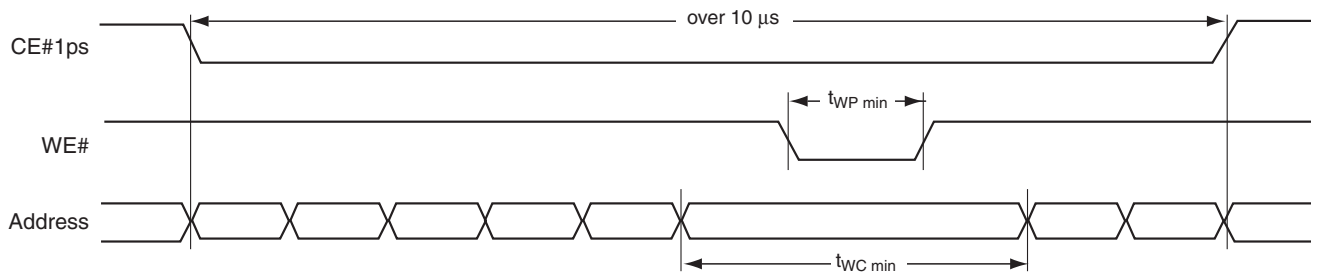 over 10 μs
CE#1ps
tWP min
WE#
Address
tWC min